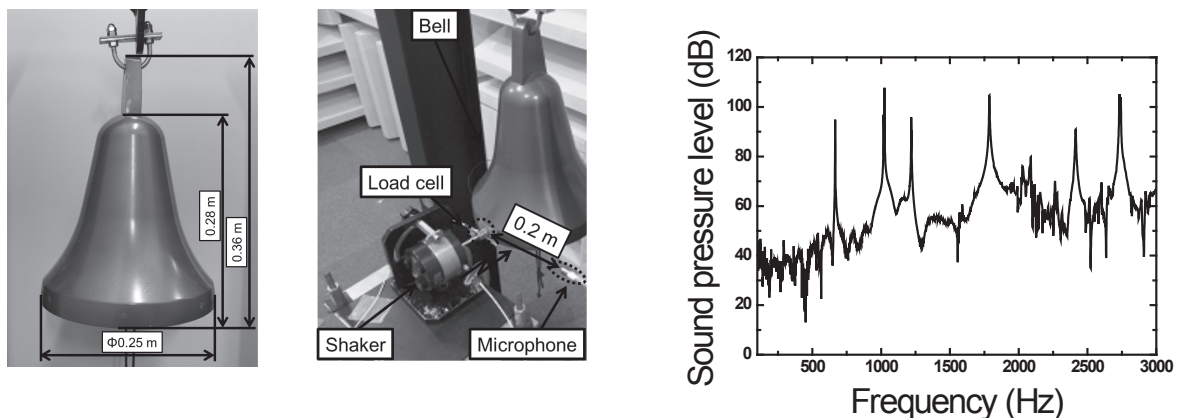 0.28 m
0.36 m
Φ0.25 m
Bell
Load cell
0.2 m
Shaker
Microphone
Sound pressure level (dB)
120
100
80
60
40
20
0
500 1000 1500 2000 2500 3000
Frequency (Hz)